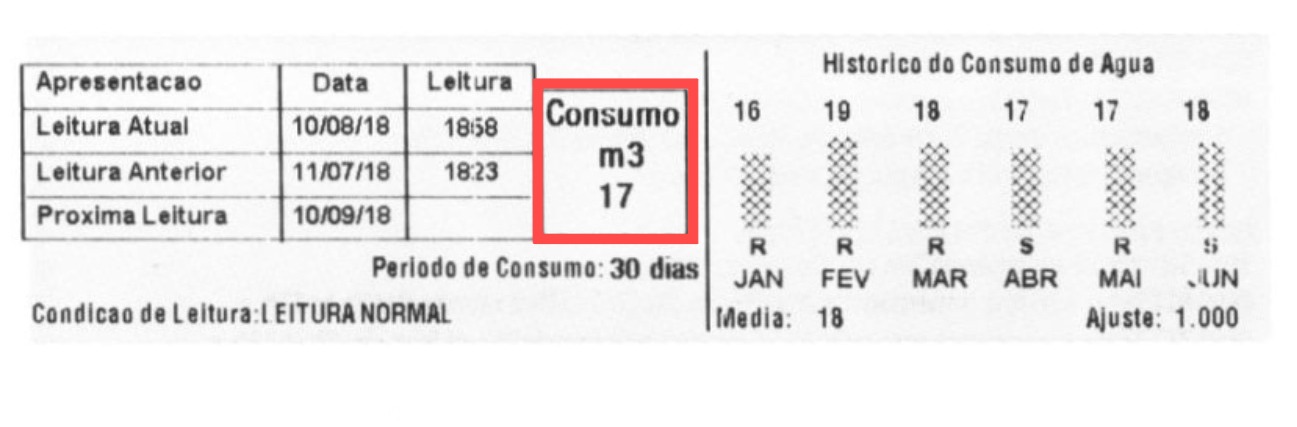 Apresentacao Data Leitura
Leitura Atual 10/08/18 1858
Leitura Anterior 11/07/18 1823
Proxima Leitura 10/09/18
Consumo
m3
17
Periodo de Consumo: 30 dias
Condicao de Leitura:LEITURA NORMAL
Historico do Consumo de Agua
16 19 18 17 17 18
R R R S R S
JAN FEV MAR ABR MAI JUN
Media: 18 Ajuste: 1.000